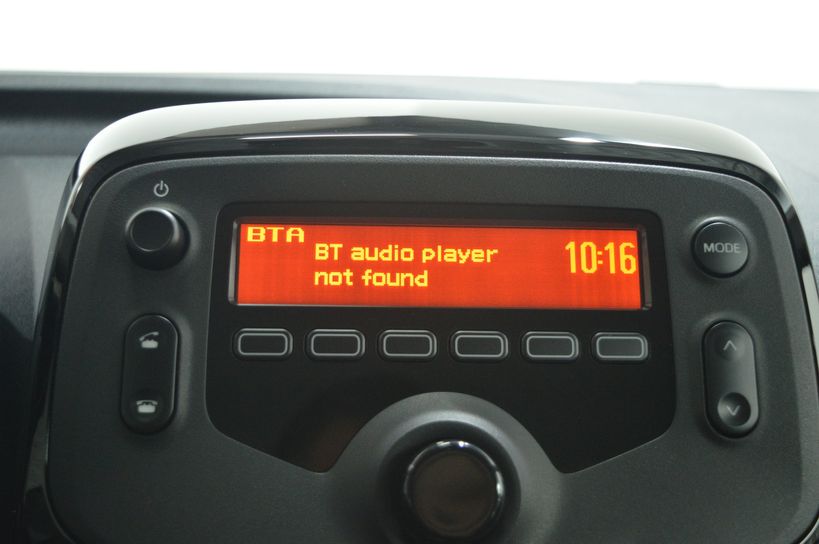 BTA
BT audio player
not found
10:16
MODE